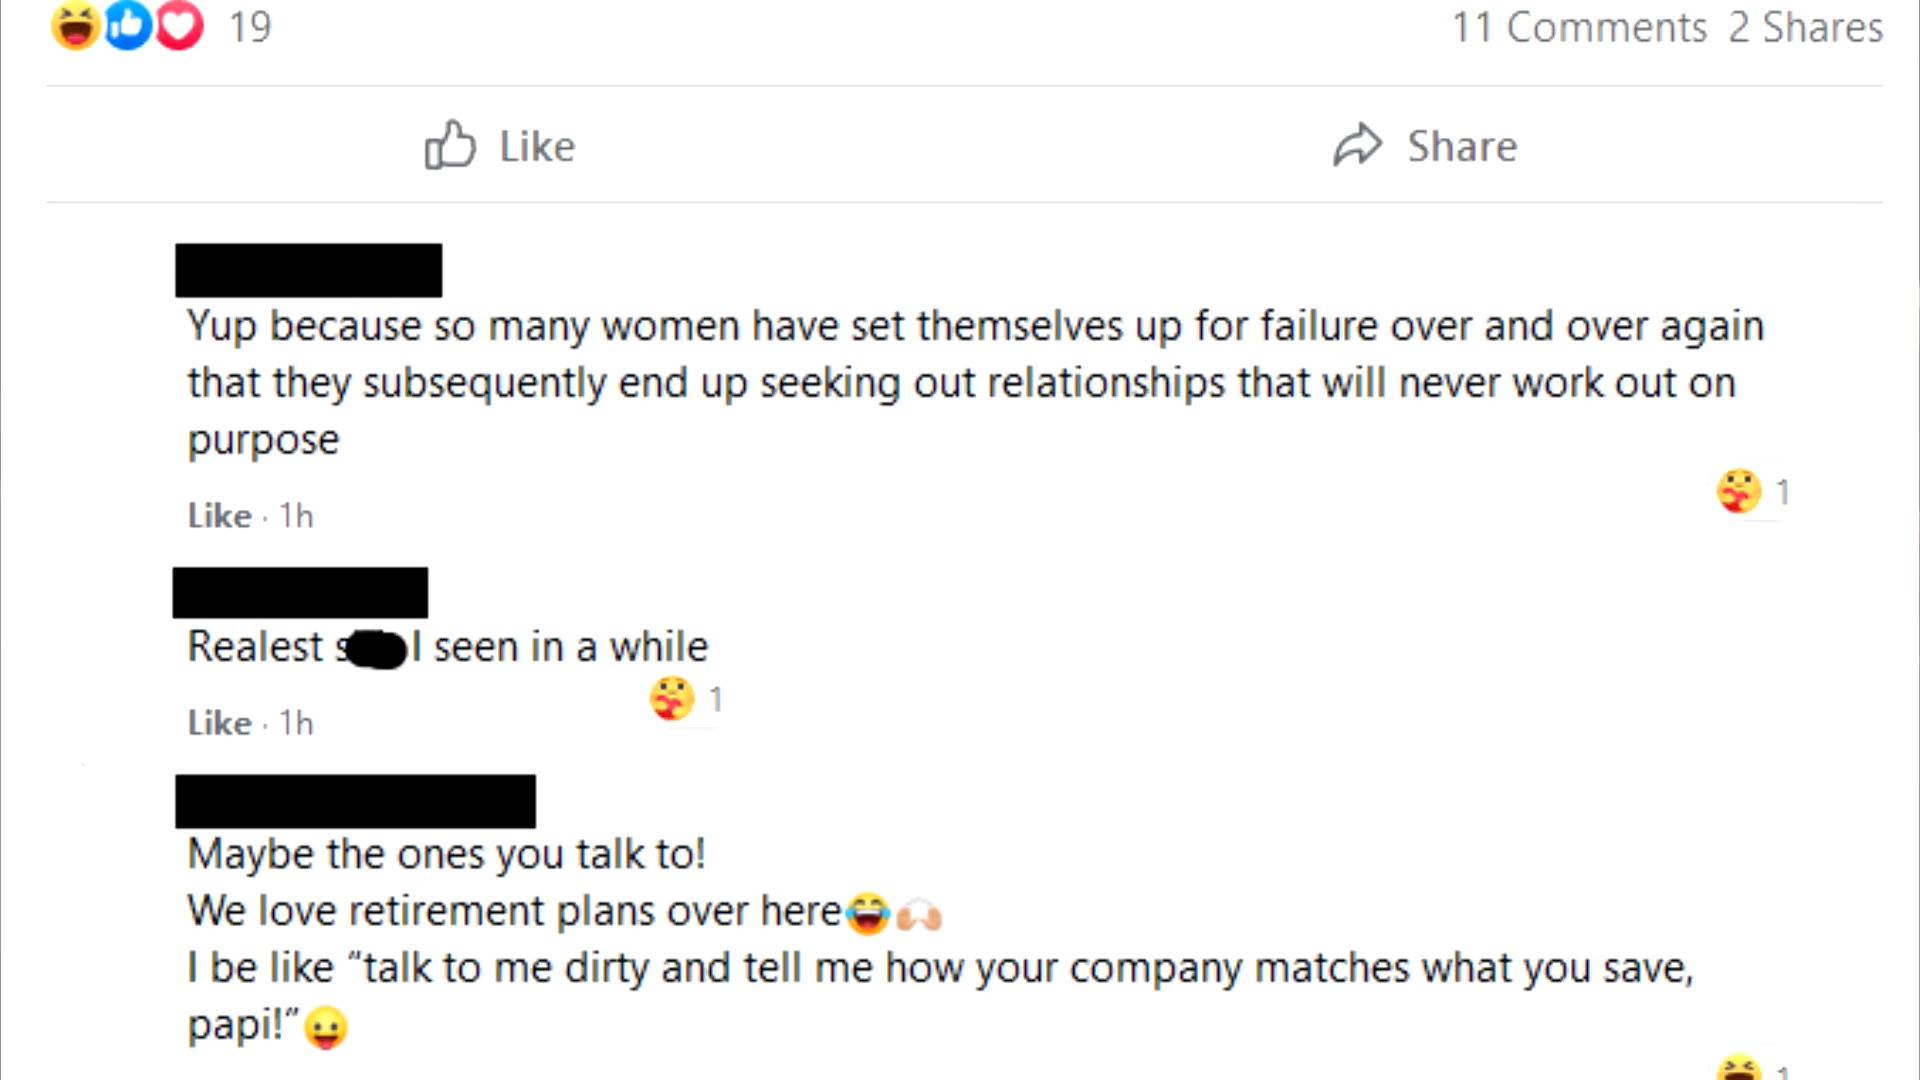 19
11 Comments 2 Shares
Like
Share
Yup because so many women have set themselves up for failure over and over again
that they subsequently end up seeking out relationships that will never work out on
purpose
1
Like · 1h
Realest s I seen in a while
1
Like · 1h
Maybe the ones you talk to!
We love retirement plans over here😂🙌🏼
I be like “talk to me dirty and tell me how your company matches what you save,
papi!”😛
1